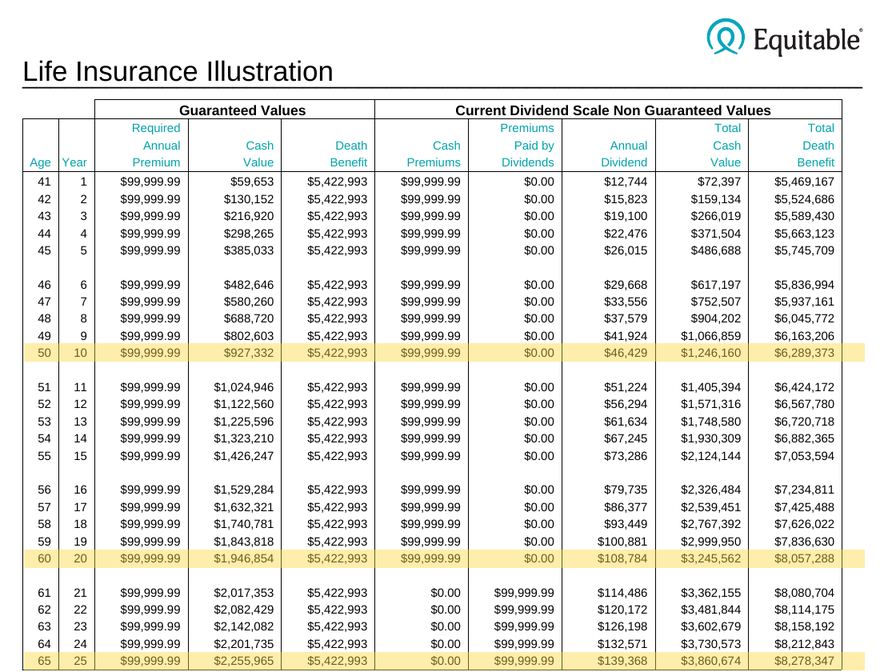 Equitable®
Life Insurance Illustration
Guaranteed Values Current Dividend Scale Non Guaranteed Values
Required Premiums Total Total
Annual Cash Death Cash Paid by Annual Cash Death
Age Year Premium Value Benefit Premiums Dividends Dividend Value Benefit
41 1 $99,999.99 $59,653 $5,422,993 $99,999.99 $0.00 $12,744 $72,397 $5,469,167
42 2 $99,999.99 $130,152 $5,422,993 $99,999.99 $0.00 $15,823 $159,134 $5,524,686
43 3 $99,999.99 $216,920 $5,422,993 $99,999.99 $0.00 $19,100 $266,019 $5,589,430
44 4 $99,999.99 $298,265 $5,422,993 $99,999.99 $0.00 $22,476 $371,504 $5,663,123
45 5 $99,999.99 $385,033 $5,422,993 $99,999.99 $0.00 $26,015 $486,688 $5,745,709
46 6 $99,999.99 $482,646 $5,422,993 $99,999.99 $0.00 $29,668 $617,197 $5,836,994
47 7 $99,999.99 $580,260 $5,422,993 $99,999.99 $0.00 $33,556 $752,507 $5,937,161
48 8 $99,999.99 $688,720 $5,422,993 $99,999.99 $0.00 $37,579 $904,202 $6,045,772
49 9 $99,999.99 $802,603 $5,422,993 $99,999.99 $0.00 $41,924 $1,066,859 $6,163,206
50 10 $99,999.99 $927,332 $5,422,993 $99,999.99 $0.00 $46,429 $1,246,160 $6,289,373
51 11 $99,999.99 $1,024,946 $5,422,993 $99,999.99 $0.00 $51,224 $1,405,394 $6,424,172
52 12 $99,999.99 $1,122,560 $5,422,993 $99,999.99 $0.00 $56,294 $1,571,316 $6,567,780
53 13 $99,999.99 $1,225,596 $5,422,993 $99,999.99 $0.00 $61,634 $1,748,580 $6,720,718
54 14 $99,999.99 $1,323,210 $5,422,993 $99,999.99 $0.00 $67,245 $1,930,309 $6,882,365
55 15 $99,999.99 $1,426,247 $5,422,993 $99,999.99 $0.00 $73,286 $2,124,144 $7,053,594
56 16 $99,999.99 $1,529,284 $5,422,993 $99,999.99 $0.00 $79,735 $2,326,484 $7,234,811
57 17 $99,999.99 $1,632,321 $5,422,993 $99,999.99 $0.00 $86,377 $2,539,451 $7,425,488
58 18 $99,999.99 $1,740,781 $5,422,993 $99,999.99 $0.00 $93,449 $2,767,392 $7,626,022
59 19 $99,999.99 $1,843,818 $5,422,993 $99,999.99 $0.00 $100,881 $2,999,950 $7,836,630
60 20 $99,999.99 $1,946,854 $5,422,993 $99,999.99 $0.00 $108,784 $3,245,562 $8,057,288
61 21 $99,999.99 $2,017,353 $5,422,993 $0.00 $99,999.99 $114,486 $3,362,155 $8,080,704
62 22 $99,999.99 $2,082,429 $5,422,993 $0.00 $99,999.99 $120,172 $3,481,844 $8,114,175
63 23 $99,999.99 $2,142,082 $5,422,993 $0.00 $99,999.99 $126,198 $3,602,679 $8,158,192
64 24 $99,999.99 $2,201,735 $5,422,993 $0.00 $99,999.99 $132,571 $3,730,573 $8,212,843
65 25 $99,999.99 $2,255,965 $5,422,993 $0.00 $99,999.99 $139,368 $3,860,674 $8,278,347